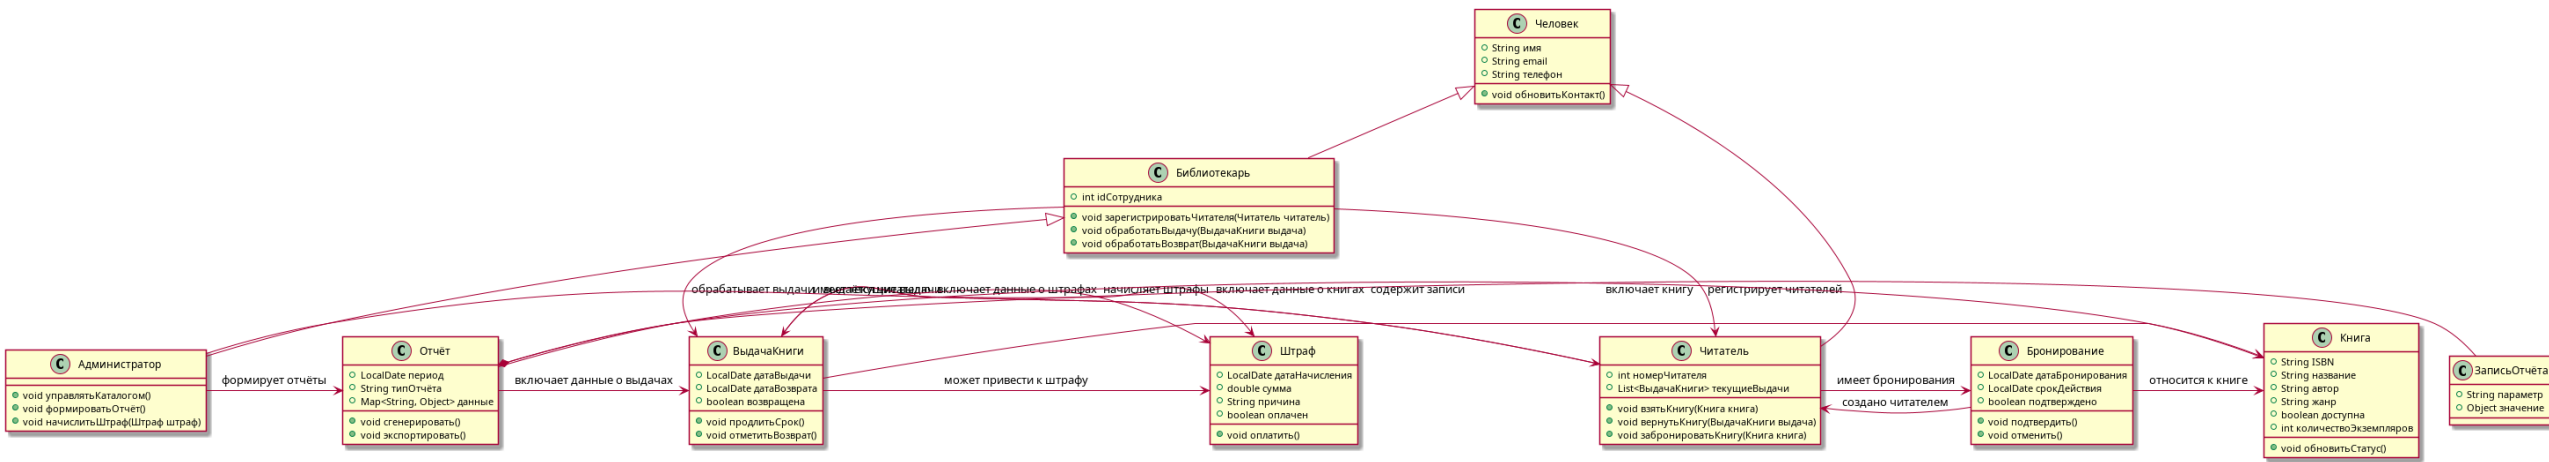 C Человек
String имя
String email
String телефон
void обновитьКонтакт()
C Библиотекарь
int idСотрудника
void зарегистрироватьЧитателя(Читатель читатель)
void обработатьВыдачу(ВыдачаКниги выдача)
void обработатьВозврат(ВыдачаКниги выдача)
обрабатывает выдачи
включает данные о штрафах
начисляет штрафы
включает данные о книгах
содержит записи
включает книгу
регистрирует читателей
C Администратор
void управлятьКаталогом()
void формироватьОтчёт()
void начислитьШтраф(Штраф штраф)
формирует отчёты
C Отчёт
LocalDate период
String типОтчёта
Map<String, Object> данные
void сгенерировать()
void экспортировать()
включает данные о выдачах
C ВыдачаКниги
LocalDate датаВыдачи
LocalDate датаВозврата
boolean возвращена
void продлитьСрок()
void отметитьВозврат()
может привести к штрафу
C Штраф
LocalDate датаНачисления
double сумма
String причина
boolean оплачен
void оплатить()
C Читатель
int номерЧитателя
List<ВыдачаКниги> текущиеВыдачи
void взятьКнигу(Книга книга)
void вернутьКнигу(ВыдачаКниги выдача)
void забронироватьКнигу(Книга книга)
имеет бронирования
создано читателем
C Бронирование
LocalDate датаБронирования
LocalDate срокДействия
boolean подтверждено
void подтвердить()
void отменить()
относится к книге
C Книга
String ISBN
String название
String автор
String жанр
boolean доступна
int количествоЭкземпляров
void обновитьСтатус()
C ЗаписьОтчёта
String параметр
Object значение